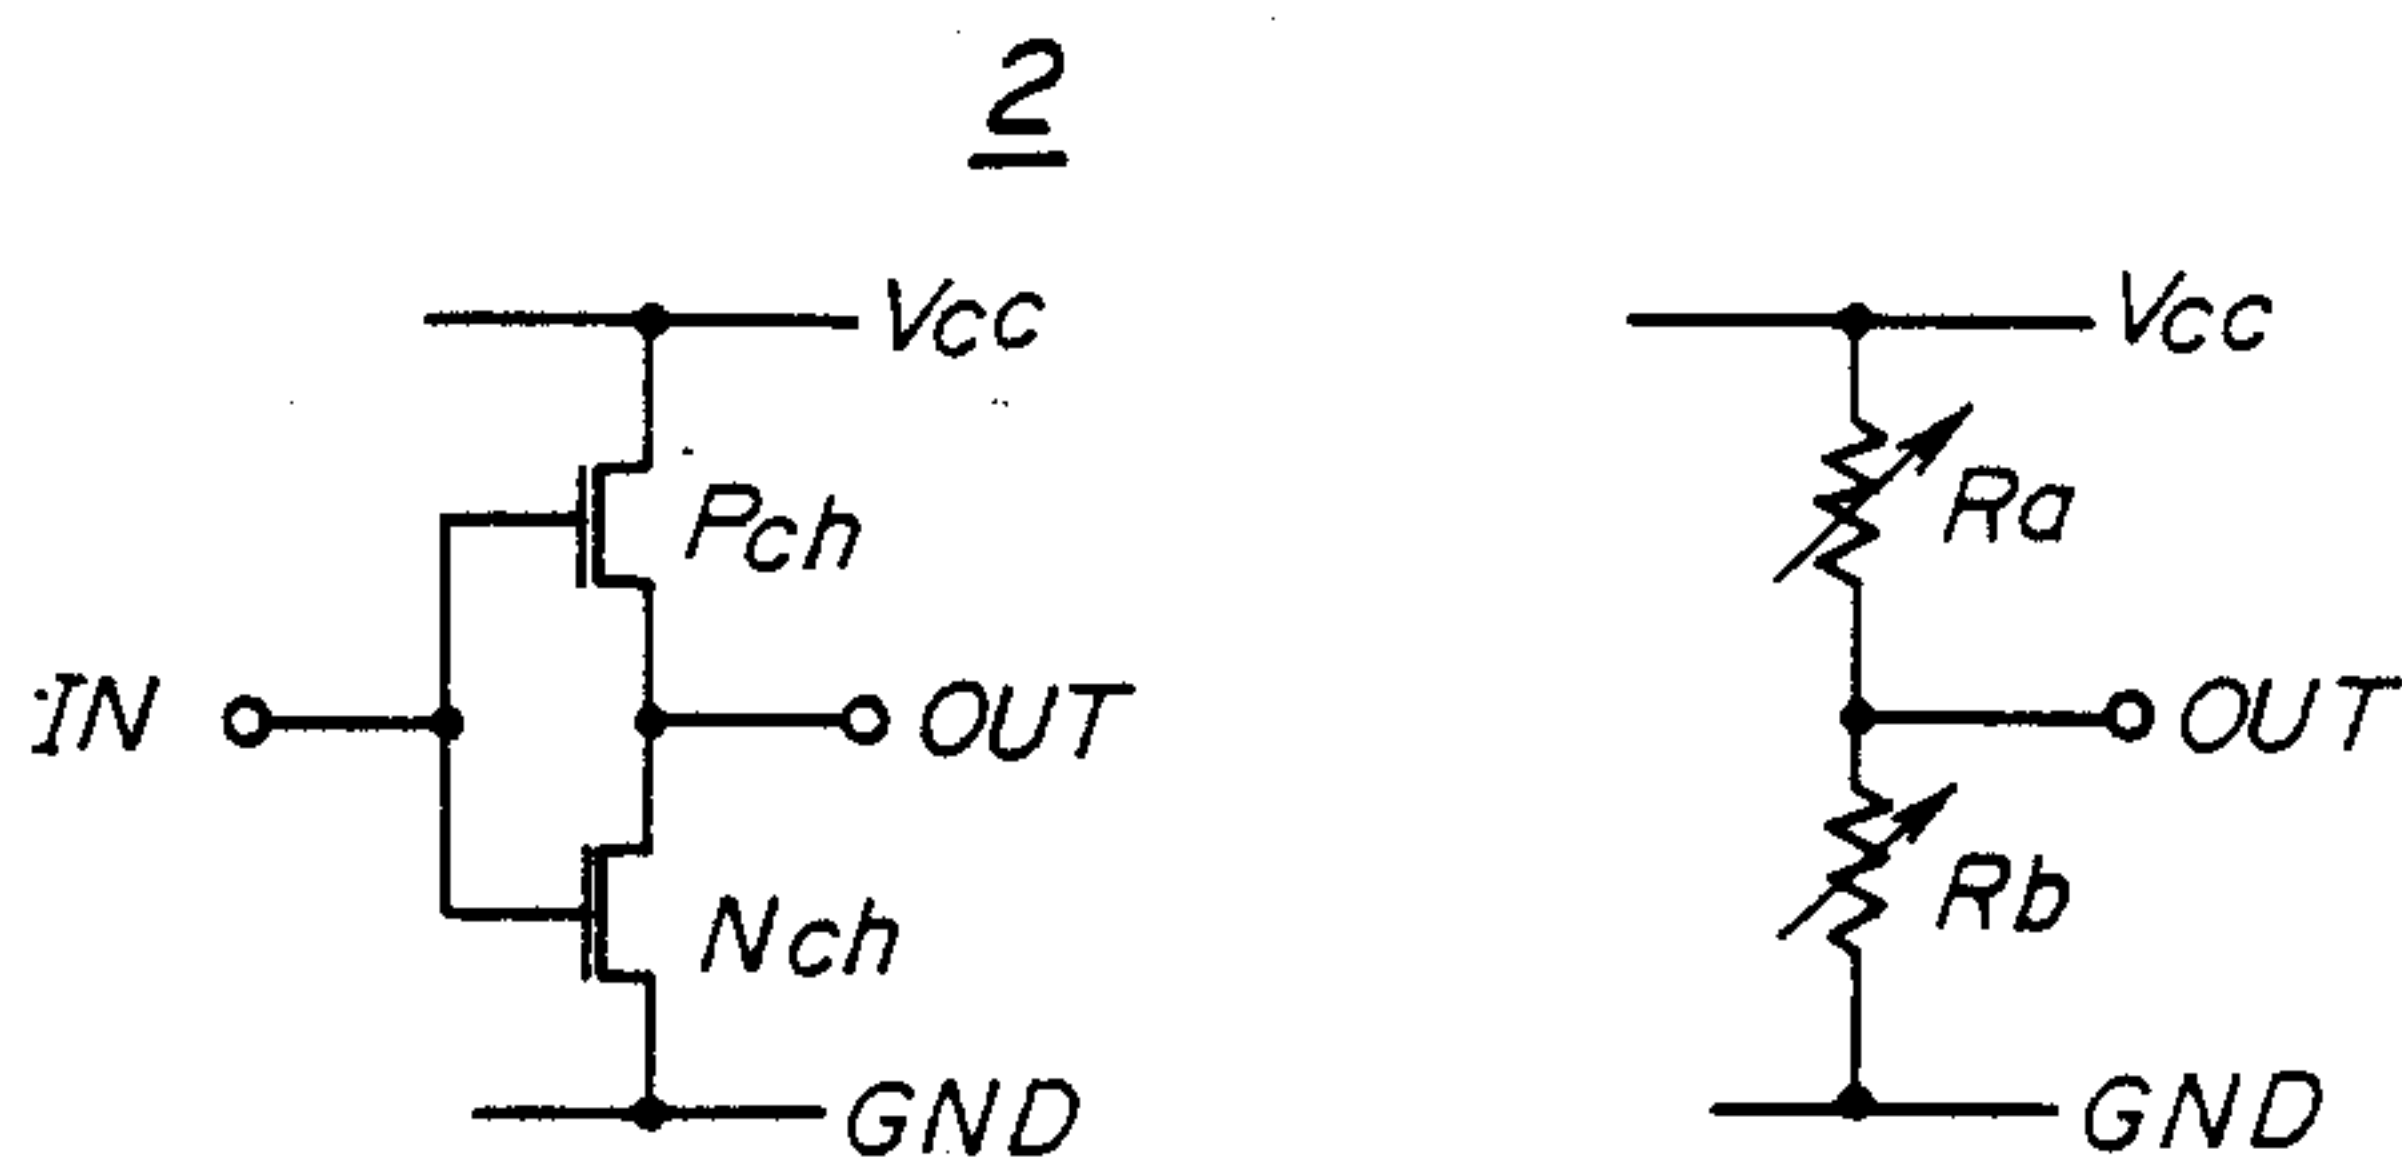 2
Vcc
Pch
IN
OUT
Nch
GND
Vcc
Ra
OUT
Rb
GND